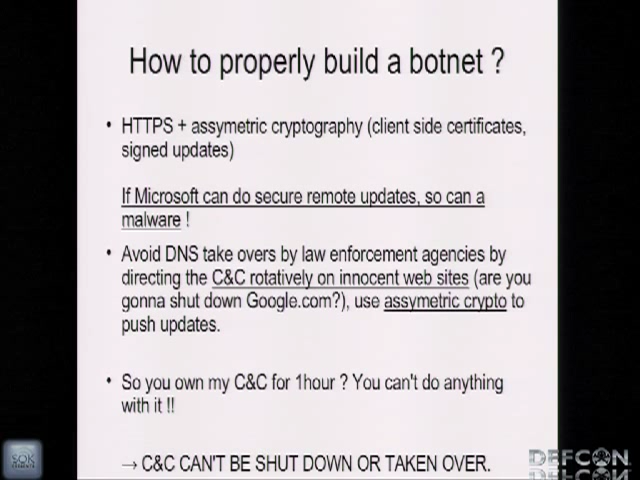 How to properly build a botnet ?
• HTTPS + assymetric cryptography (client side certificates,
signed updates)
If Microsoft can do secure remote updates, so can a
malware !
• Avoid DNS take overs by law enforcement agencies by
directing the C&C rotatively on innocent web sites (are you
gonna shut down Google.com?), use assymetric crypto to
push updates.
• So you own my C&C for 1hour ? You can't do anything
with it !!
→ C&C CAN'T BE SHUT DOWN OR TAKEN OVER.
SOK
DEFCON